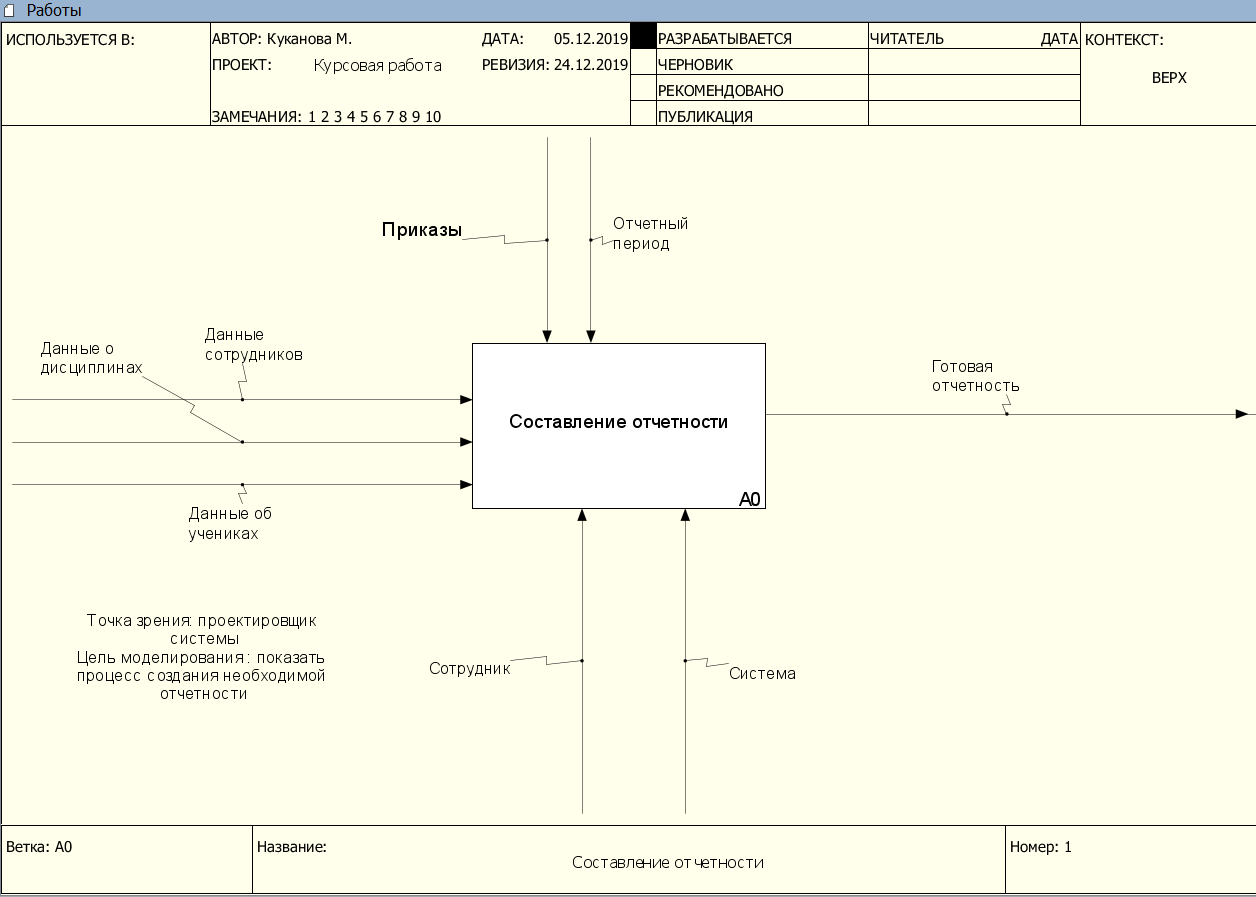 Работы
ИСПОЛЬЗУЕТСЯ В:
АВТОР: Куканова М.
ДАТА: 05.12.2019
ПРОЕКТ: Курсовая работа
РЕВИЗИЯ: 24.12.2019
ЗАМЕЧАНИЯ: 1 2 3 4 5 6 7 8 9 10
РАЗРАБАТЫВАЕТСЯ
ЧЕРНОВИК
РЕКОМЕНДОВАНО
ПУБЛИКАЦИЯ
ЧИТАТЕЛЬ ДАТА
КОНТЕКСТ:
ВЕРХ
Приказы
Отчетный
период
Данные о
дисциплинах
Данные
сотрудников
Данные об
учениках
Составление отчетности
A0
Готовая
отчетность
Точка зрения: проектировщик
системы
Цель моделирования: показать
процесс создания необходимой
отчетности
Сотрудник
Система
Ветка: A0
Название:
Составление отчетности
Номер: 1